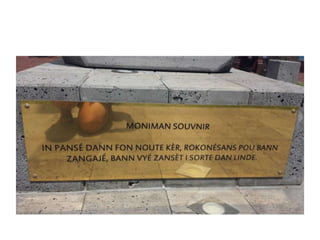 MONIMAN SOUVNIR
IN PANSÉ DANN FON NOUTE KÈR, ROKONÉSANS POU BANN
ZANGAJÉ, BANN VYÉ ZANSÈT I SORTE DAN LINDE.